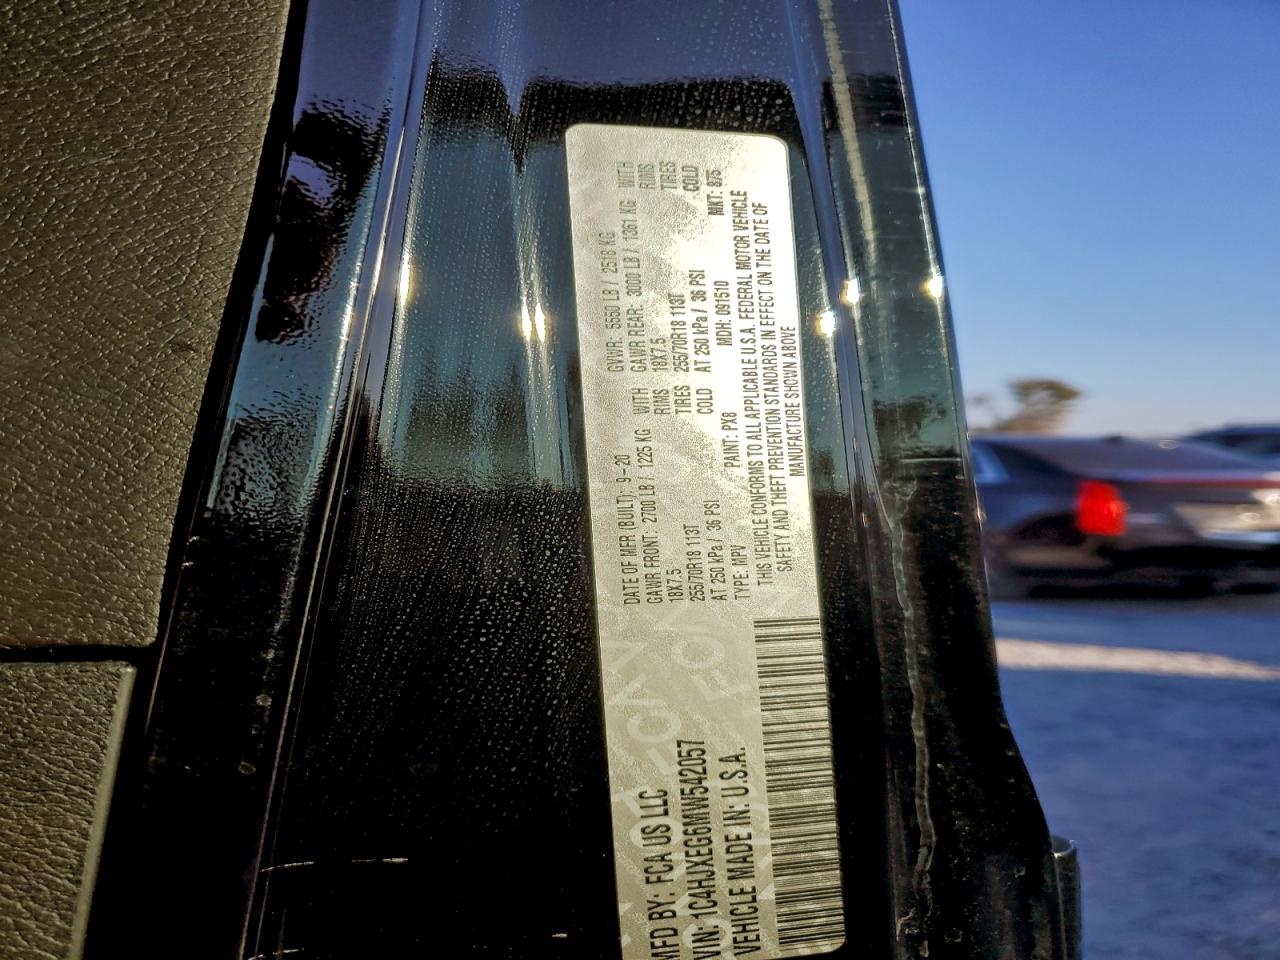 MFD BY: FCA US LLC
VIN: 1C4HJXEG6MW542057
VEHICLE MADE IN: U.S.A.
DATE OF MFR (BUILT): 9-20 GVWR: 5550 LB / 2518 KG
GAWR FRONT: 2700 LB / 1225 KG WITH GAWR REAR: 3000 LB / 1361 KG WITH
18X7.5 RIMS 18X7.5 RIMS
255/70R18 113T TIRES 255/70R18 113T TIRES
AT 250 kPa / 36 PSI COLD AT 250 kPa / 36 PSI COLD
TYPE: MPV PAINT: PX8 MDH: 091510 MKT: 875
THIS VEHICLE CONFORMS TO ALL APPLICABLE U.S.A. FEDERAL MOTOR VEHICLE
SAFETY AND THEFT PREVENTION STANDARDS IN EFFECT ON THE DATE OF
MANUFACTURE SHOWN ABOVE